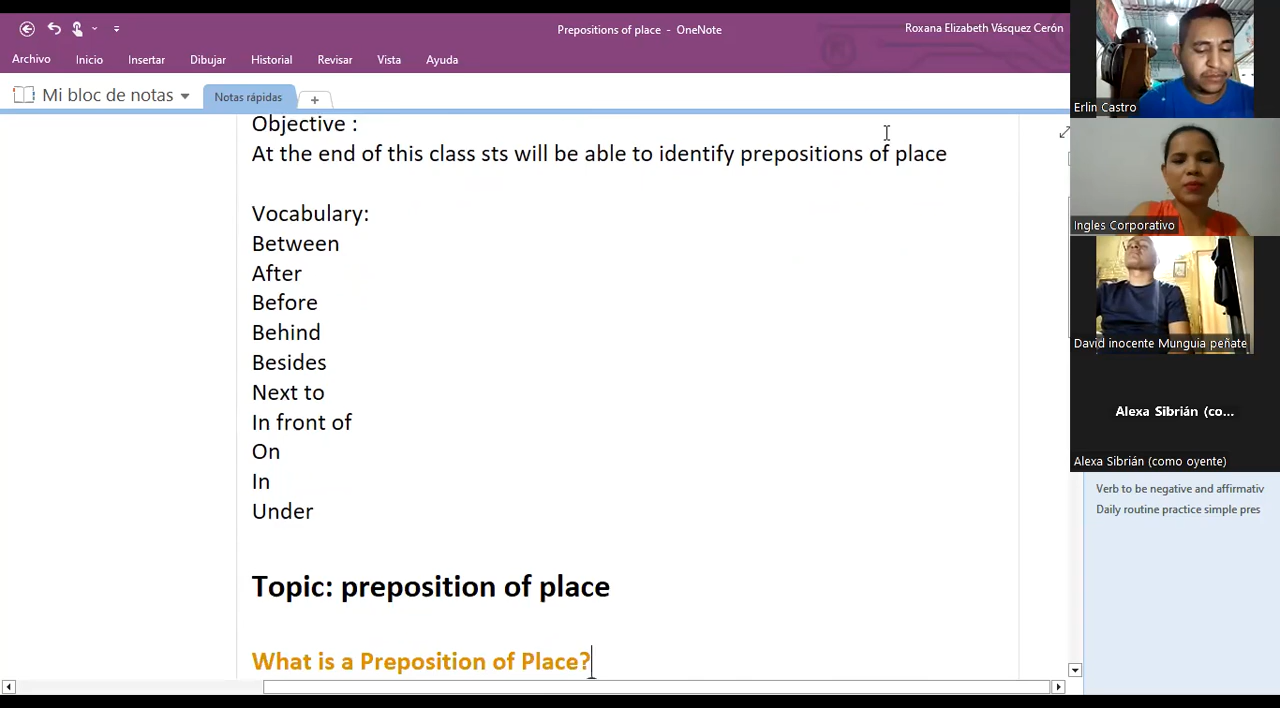 Prepositions of place - OneNote
Roxana Elizabeth Vásquez Cerón
Archivo Inicio Insertar Dibujar Historial Revisar Vista Ayuda
Mi bloc de notas
Notas rápidas
Objective :
At the end of this class sts will be able to identify prepositions of place
Vocabulary:
Between
After
Before
Behind
Besides
Next to
In front of
On
In
Under
Topic: preposition of place
What is a Preposition of Place?
Erlin Castro
Ingles Corporativo
David inocente Munguia peñate
Alexa Sibrián (co...
Alexa Sibrián (como oyente)
Verb to be negative and affirmativ
Daily routine practice simple pres